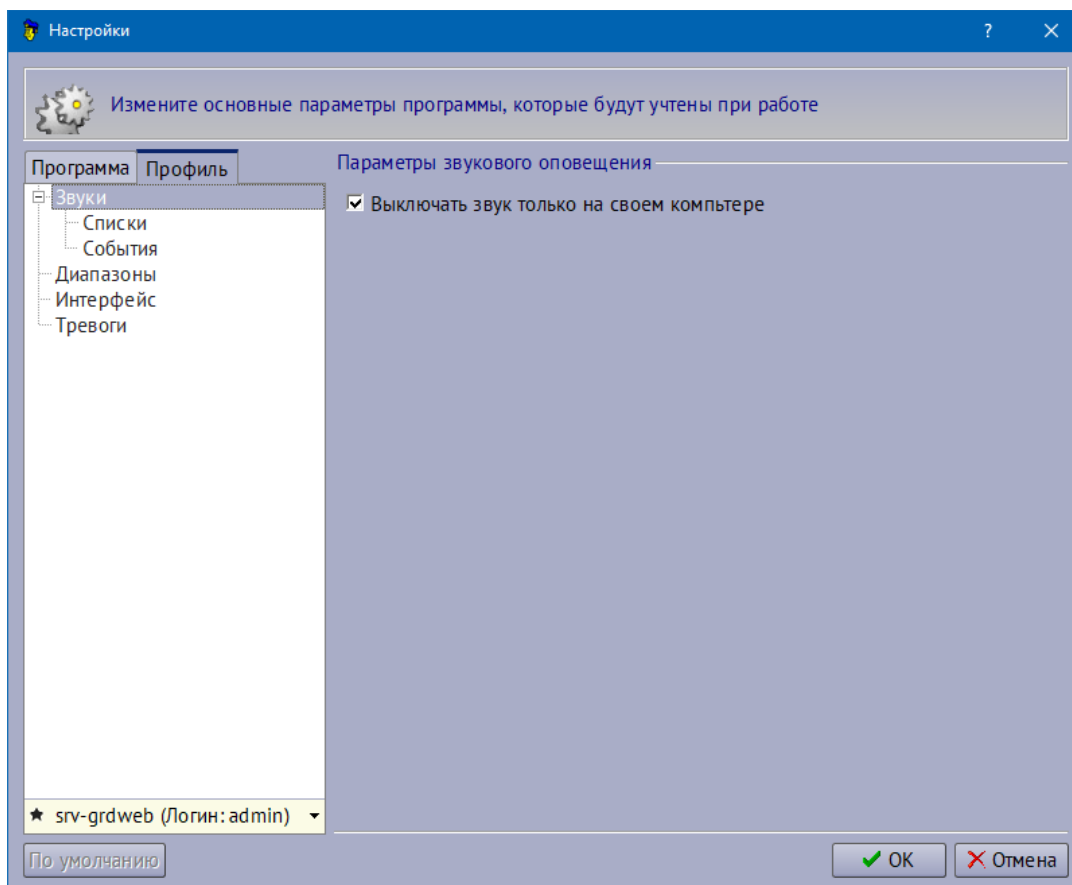 Настройки
?
Измените основные параметры программы, которые будут учтены при работе
Программа Профиль
Звуки
Списки
События
Диапазоны
Интерфейс
Тревоги
Параметры звукового оповещения
Выключать звук только на своем компьтере
★ srv-grdweb (Логин: admin)
По умолчанию
OK
Отмена